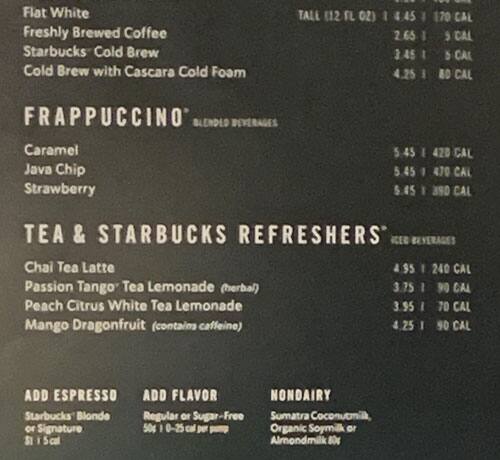 Flat White TALL (12 FL OZ) | 4.45 | 170 CAL
Freshly Brewed Coffee 2.65 | 5 CAL
Starbucks® Cold Brew 3.45 | 5 CAL
Cold Brew with Cascara Cold Foam 4.25 | 80 CAL
FRAPPUCCINO® BLENDED BEVERAGES
Caramel 5.45 | 420 CAL
Java Chip 5.45 | 470 CAL
Strawberry 5.45 | 390 CAL
TEA & STARBUCKS REFRESHERS® ICED BEVERAGES
Chai Tea Latte 4.95 | 240 CAL
Passion Tango® Tea Lemonade (herbal) 3.75 | 90 CAL
Peach Citrus White Tea Lemonade 3.95 | 70 CAL
Mango Dragonfruit (contains caffeine) 4.25 | 90 CAL
ADD ESPRESSO
Starbucks® Blonde
or Signature
$1 | 5 cal
ADD FLAVOR
Regular or Sugar-Free
50¢ | 0–25 cal per pump
NONDAIRY
Sumatra Coconutmilk,
Organic Soymilk or
Almondmilk 80¢